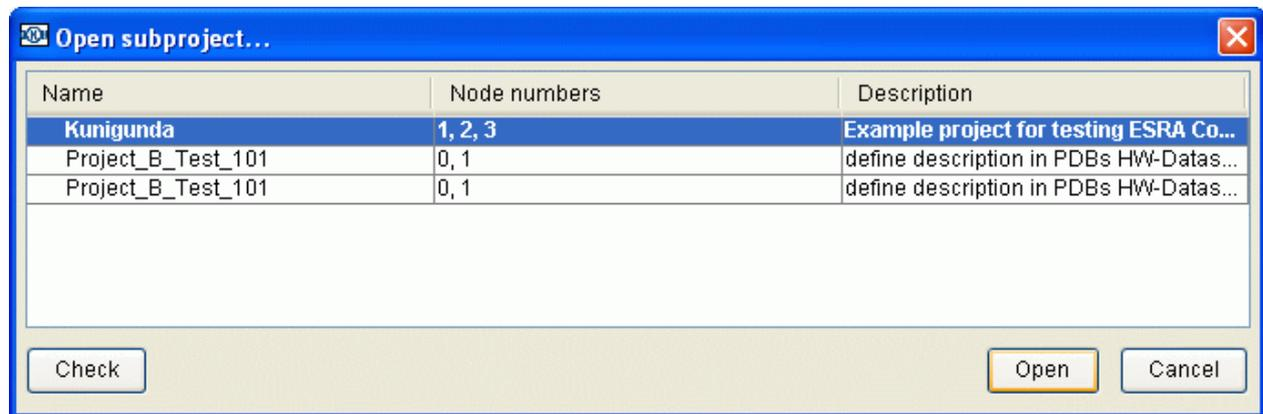 Open subproject...
Name Node numbers Description
Kunigunda 1, 2, 3 Example project for testing ESRA Co...
Project_B_Test_101 0, 1 define description in PDBs HW-Datas...
Project_B_Test_101 0, 1 define description in PDBs HW-Datas...
Check Open Cancel